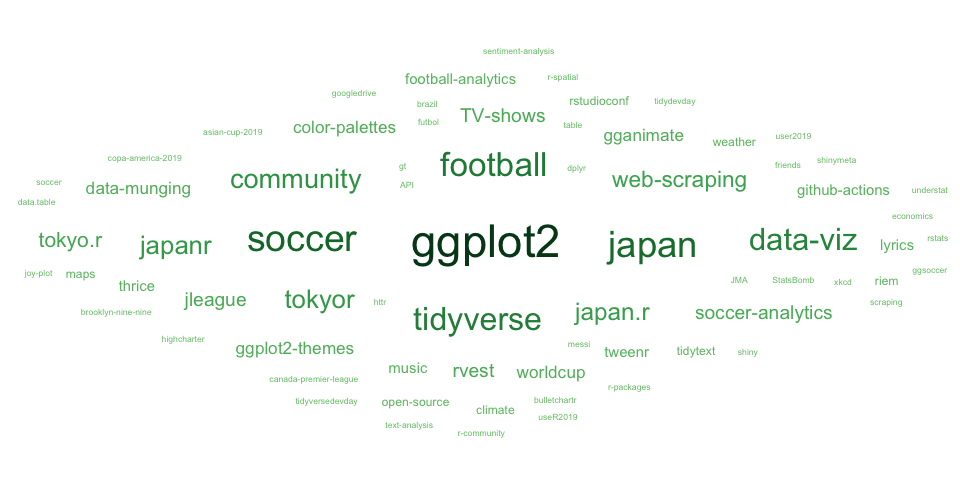 sentiment-analysis
football-analytics
r-spatial
googledrive
brazil
rstudioconf
tidydevday
asian-cup-2019
color-palettes
futbol
TV-shows
table
gganimate
weather
user2019
copa-america-2019
community
gt
football
dplyr
web-scraping
friends
shinymeta
soccer
data-munging
API
github-actions
understat
data.table
economics
tokyo.r
japanr
soccer
ggplot2
japan
data-viz
lyrics
rstats
joy-plot
maps
thrice
jleague
tokyor
httr
JMA
StatsBomb
xkcd
riem
ggsoccer
brooklyn-nine-nine
tidyverse
japan.r
soccer-analytics
scraping
highcharter
ggplot2-themes
messi
tweenr
tidytext
shiny
canada-premier-league
music
rvest
worldcup
r-packages
tidyversedevday
open-source
climate
bulletchartr
text-analysis
useR2019
r-community